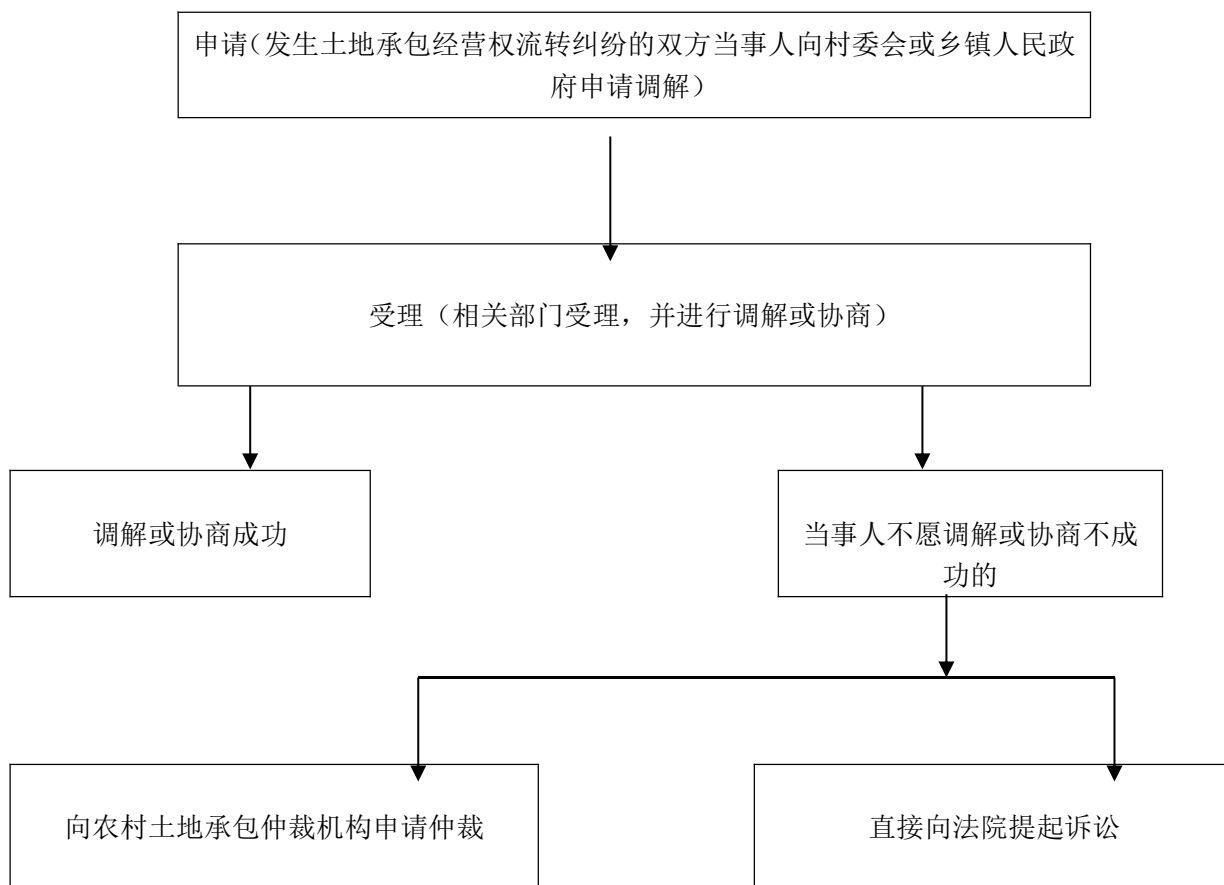 申请（发生土地承包经营权流转纠纷的双方当事人向村委会或乡镇人民政
府申请调解）
受理（相关部门受理，并进行调解或协商）
调解或协商成功
当事人不愿调解或协商不成
功的
向农村土地承包仲裁机构申请仲裁
直接向法院提起诉讼